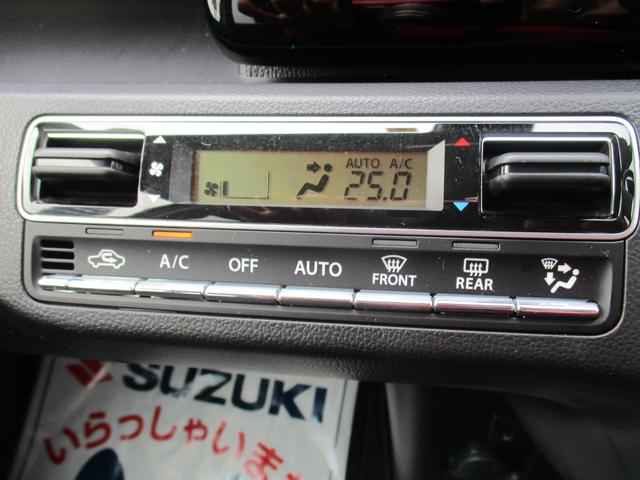 AUTO A/C
25.0
A/C OFF AUTO FRONT REAR
SUZUKI
いらっしゃいま